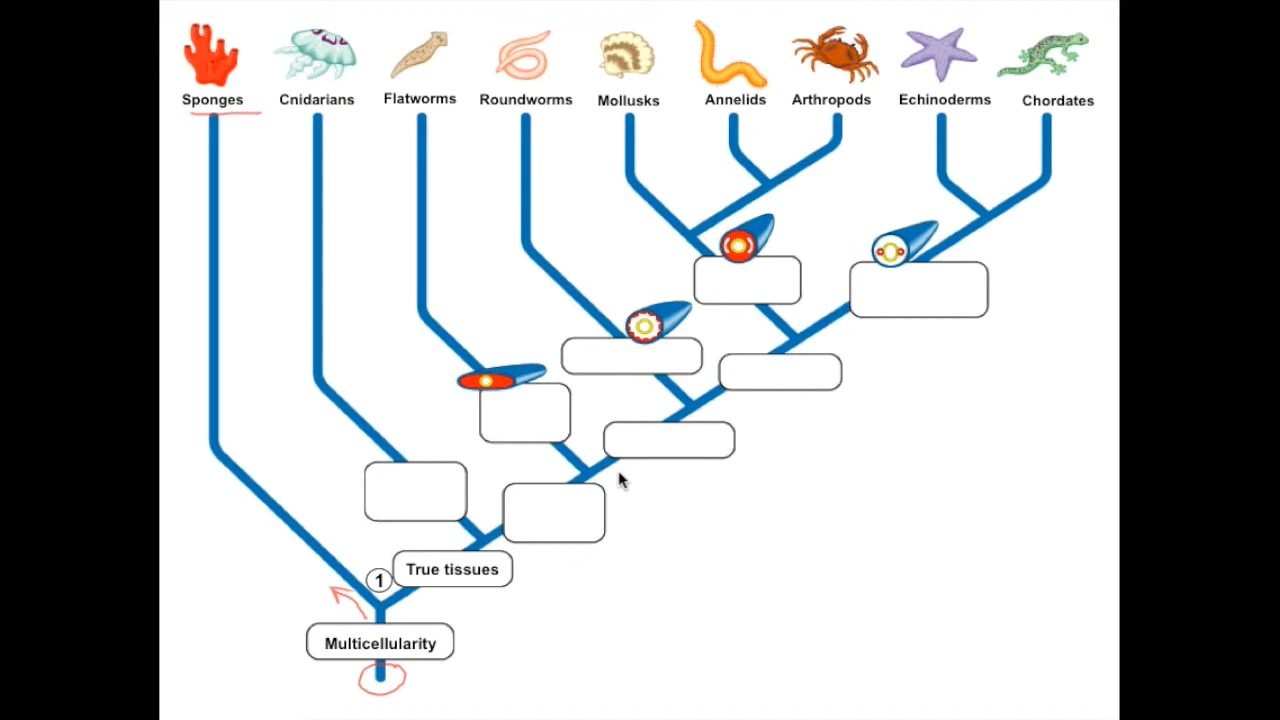 Sponges
Cnidarians
Flatworms
Roundworms
Mollusks
Annelids
Arthropods
Echinoderms
Chordates
1
True tissues
Multicellularity